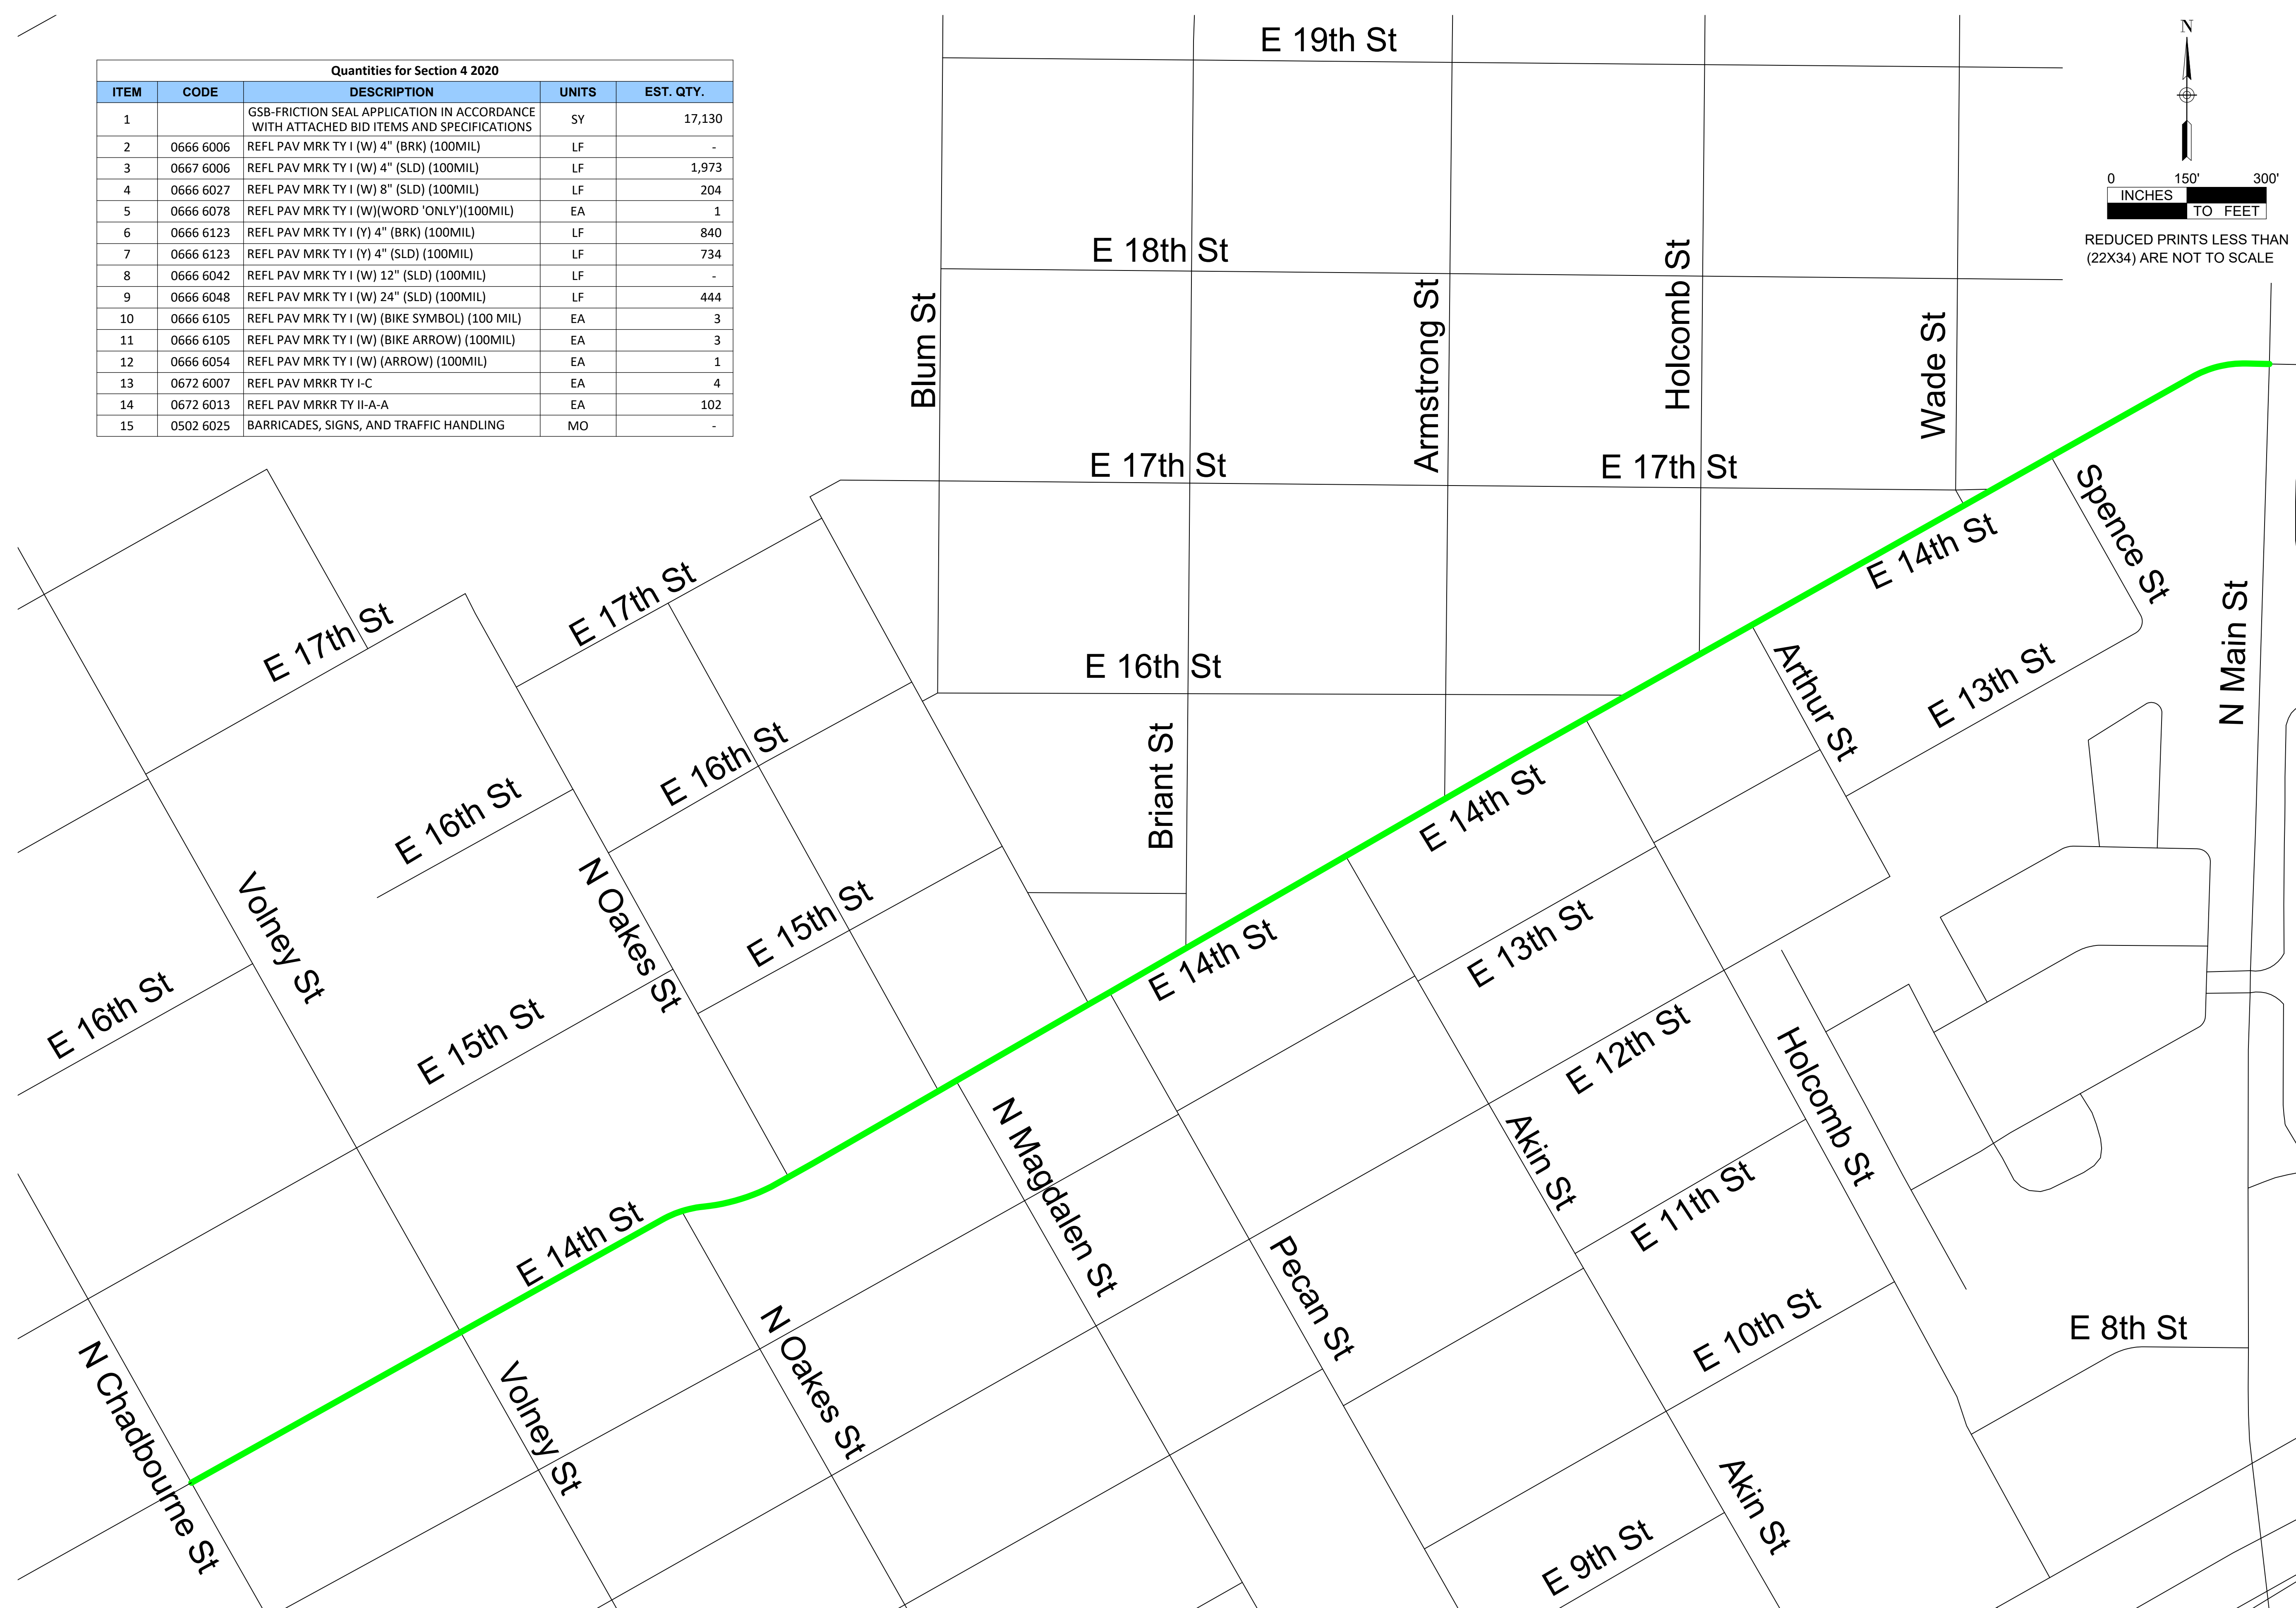 Quantities for Section 4 2020
ITEM CODE DESCRIPTION UNITS EST. QTY.
1 GSB-FRICTION SEAL APPLICATION IN ACCORDANCE WITH ATTACHED BID ITEMS AND SPECIFICATIONS SY 17,130
2 0666 6006 REFL PAV MRK TY I (W) 4" (BRK) (100MIL) LF -
3 0667 6006 REFL PAV MRK TY I (W) 4" (SLD) (100MIL) LF 1,973
4 0666 6027 REFL PAV MRK TY I (W) 8" (SLD) (100MIL) LF 204
5 0666 6078 REFL PAV MRK TY I (W)(WORD 'ONLY')(100MIL) EA 1
6 0666 6123 REFL PAV MRK TY I (Y) 4" (BRK) (100MIL) LF 840
7 0666 6123 REFL PAV MRK TY I (Y) 4" (SLD) (100MIL) LF 734
8 0666 6042 REFL PAV MRK TY I (W) 12" (SLD) (100MIL) LF -
9 0666 6048 REFL PAV MRK TY I (W) 24" (SLD) (100MIL) LF 444
10 0666 6105 REFL PAV MRK TY I (W) (BIKE SYMBOL) (100 MIL) EA 3
11 0666 6105 REFL PAV MRK TY I (W) (BIKE ARROW) (100MIL) EA 3
12 0666 6054 REFL PAV MRK TY I (W) (ARROW) (100MIL) EA 1
13 0672 6007 REFL PAV MRKR TY I-C EA 4
14 0672 6013 REFL PAV MRKR TY II-A-A EA 102
15 0502 6025 BARRICADES, SIGNS, AND TRAFFIC HANDLING MO -
N
0 150' 300'
INCHES
TO FEET
REDUCED PRINTS LESS THAN
(22X34) ARE NOT TO SCALE
E 19th St
E 18th St
Blum St
Armstrong St
Holcomb St
Wade St
E 17th St
E 17th St
E 17th St
E 17th St
Spence St
E 14th St
N Main St
E 16th St
Arthur St
E 13th St
E 16th St
E 16th St
Briant St
E 14th St
Volney St
N Oakes St
E 15th St
E 14th St
E 13th St
E 16th St
E 15th St
E 12th St
Holcomb St
N Magdalen St
Akin St
E 11th St
E 14th St
Pecan St
E 10th St
E 8th St
N Chadbourne St
Volney St
N Oakes St
Akin St
E 9th St